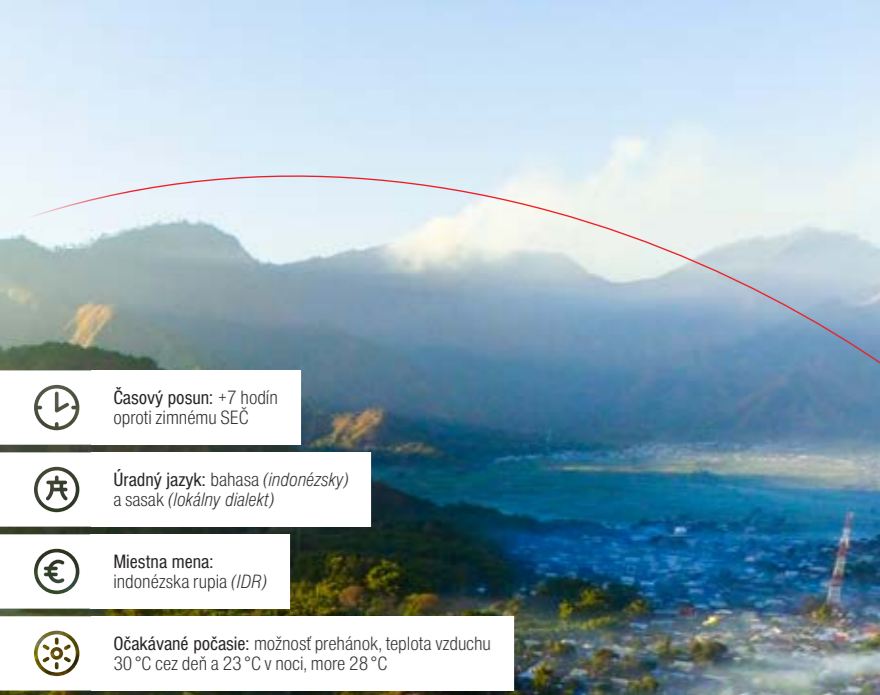 Časový posun: +7 hodín
oproti zimnému SEČ
Úradný jazyk: bahasa (indonézsky)
a sasak (lokálny dialekt)
Miestna mena:
indonézska rupia (IDR)
Očakávané počasie: možnosť prehánok, teplota vzduchu
30 °C cez deň a 23 °C v noci, more 28 °C